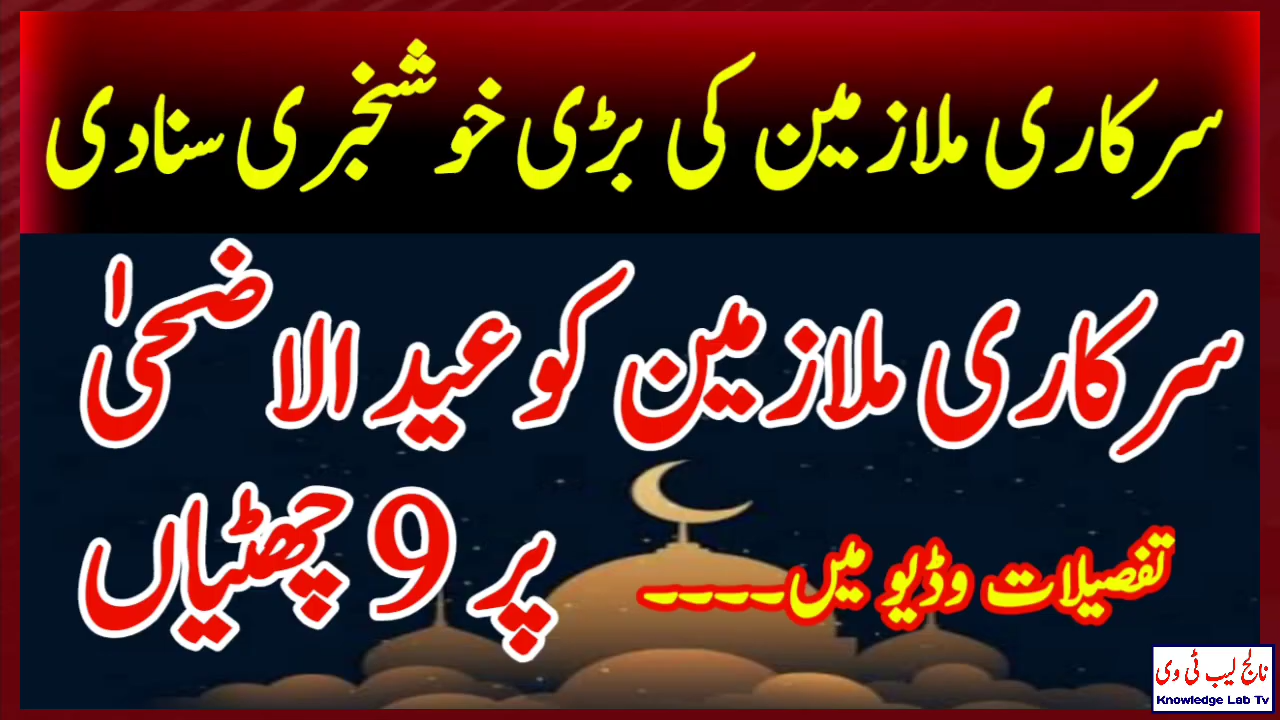 سرکاری ملازمین کی بڑی خوشخبری سنادی
سرکاری ملازمین کو عید الاضحیٰ
پر 9 چھٹیاں
تفصیلات وڈیو میں۔۔۔۔
نالج لیب ٹی وی
Knowledge Lab Tv